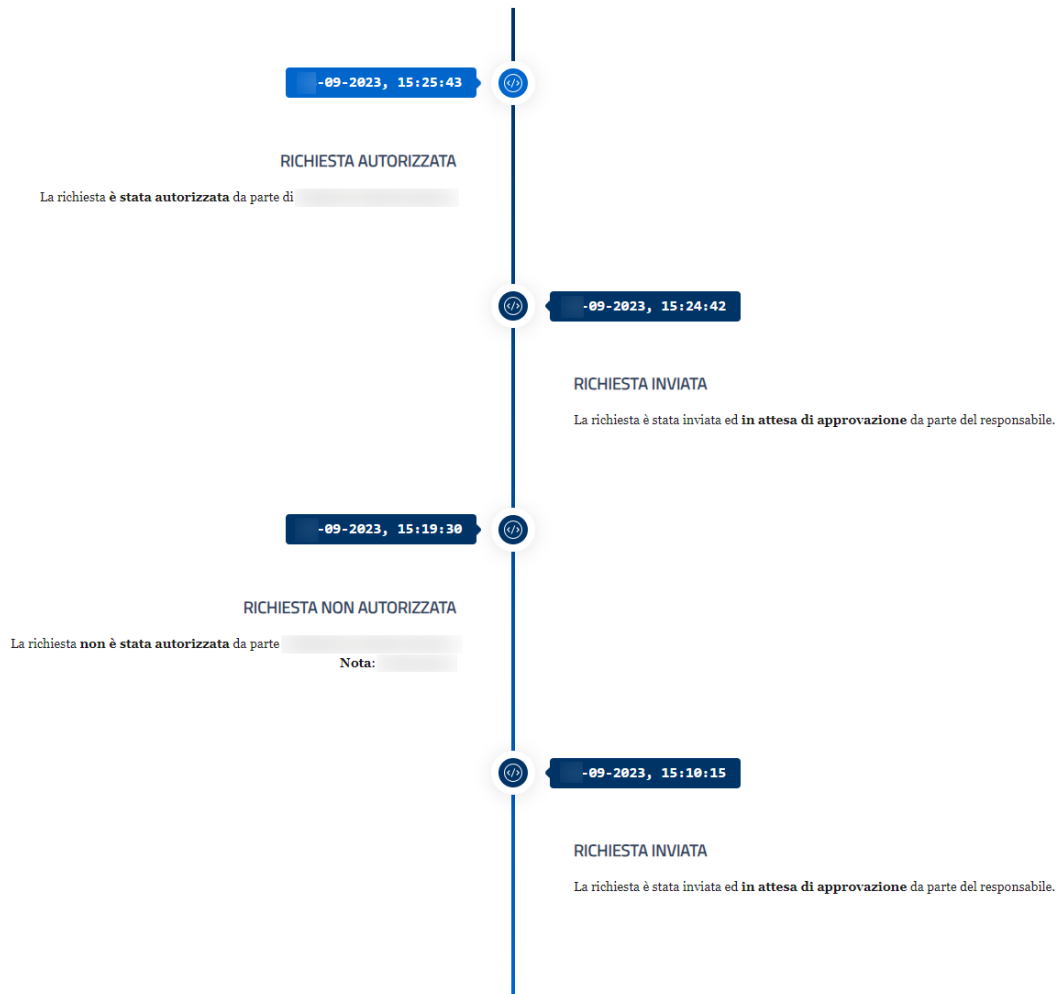 -09-2023, 15:25:43
RICHIESTA AUTORIZZATA
La richiesta è stata autorizzata da parte di
-09-2023, 15:24:42
RICHIESTA INVIATA
La richiesta è stata inviata ed in attesa di approvazione da parte del responsabile.
-09-2023, 15:19:30
RICHIESTA NON AUTORIZZATA
La richiesta non è stata autorizzata da parte
Nota:
-09-2023, 15:10:15
RICHIESTA INVIATA
La richiesta è stata inviata ed in attesa di approvazione da parte del responsabile.